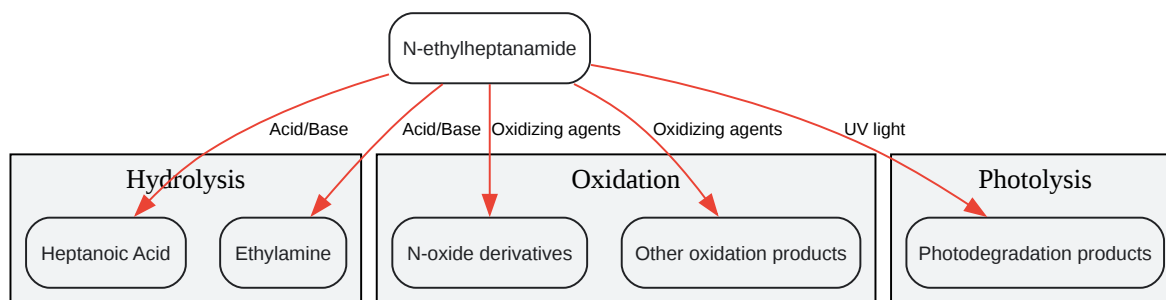 N-ethylheptanamide
Acid/Base
Acid/Base
Oxidizing agents
Oxidizing agents
UV light
Hydrolysis
Oxidation
Photolysis
Heptanoic Acid
Ethylamine
N-oxide derivatives
Other oxidation products
Photodegradation products